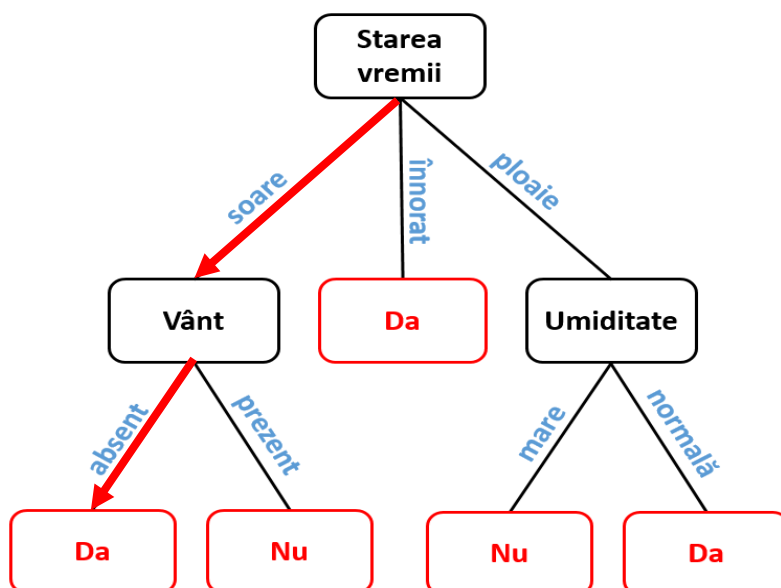 Starea
vremii
soare
înnorat
ploaie
Vânt
Da
Umiditate
absent
prezent
mare
normală
Da
Nu
Nu
Da